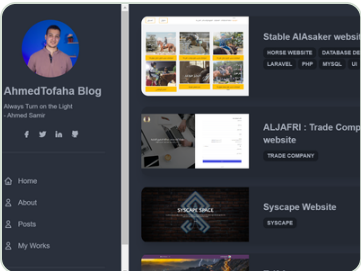 AhmedTofaha Blog
Always Turn on the Light
- Ahmed Samir
Home
About
Posts
My Works
Stable AlAsaker websit
HORSE WEBSITE
DATABASE DE
LARAVEL
PHP
MYSQL
UI
ALJAFRI : Trade Comp
website
TRADE COMPANY
SYSCAPE SPACE
Syscape Website
SYSCAPE